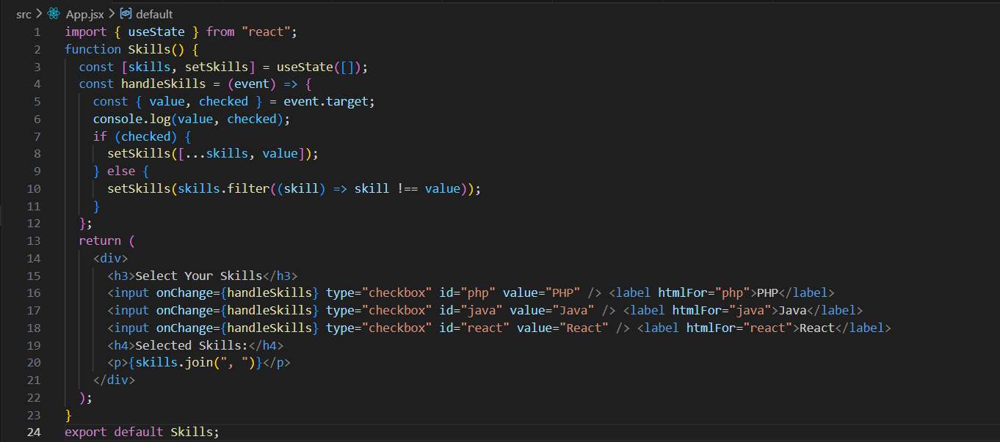 src > App.jsx > default
1 import { useState } from "react";
2 function Skills() {
3   const [skills, setSkills] = useState([]);
4   const handleSkills = (event) => {
5     const { value, checked } = event.target;
6     console.log(value, checked);
7     if (checked) {
8       setSkills([...skills, value]);
9     } else {
10       setSkills(skills.filter((skill) => skill !== value));
11     }
12   };
13   return (
14     <div>
15       <h3>Select Your Skills</h3>
16       <input onChange={handleSkills} type="checkbox" id="php" value="PHP" /> <label htmlFor="php">PHP</label>
17       <input onChange={handleSkills} type="checkbox" id="java" value="Java" /> <label htmlFor="java">Java</label>
18       <input onChange={handleSkills} type="checkbox" id="react" value="React" /> <label htmlFor="react">React</label>
19       <h4>Selected Skills:</h4>
20       <p>{skills.join(", ")}</p>
21     </div>
22   );
23 }
24 export default Skills;